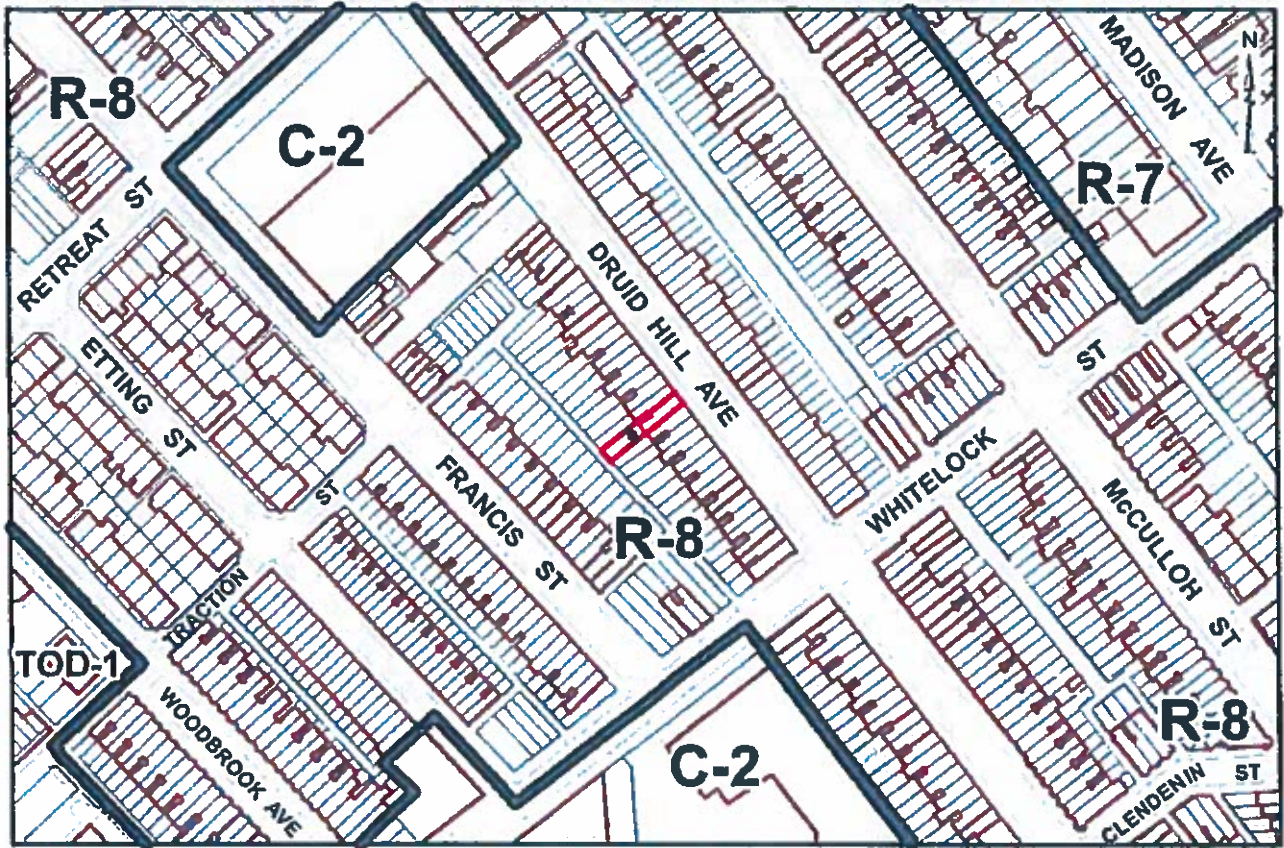 MADISON AVE
N
R-8
C-2
R-7
RETREAT ST
DRUID HILL AVE
ST
ETTING ST
ST
FRANCIS ST
WHITELOCK
McCULLOH ST
R-8
TRACTION
TOD-1
WOODBROOK AVE
C-2
R-8
CLENDENIN ST